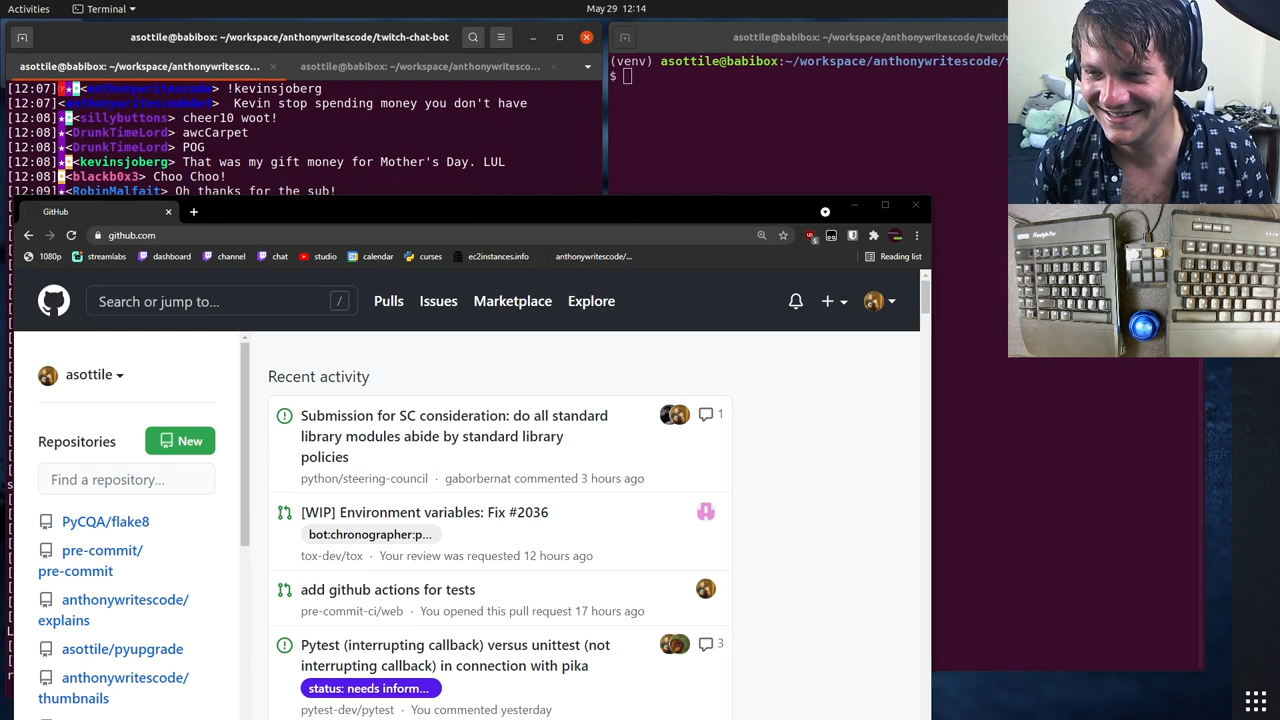 Activities
Terminal
May 29 12:14
asottile@babibox: ~/workspace/anthonywritescode/twitch-chat-bot
asottile@babibox: ~/workspace/anthonywritescode/twitch
asottile@babibox: ~/workspace/anthonywritesco...
asottile@babibox: ~/workspace/anthonywritesco...
(venv) asottile@babibox:~/workspace/anthonywritescode/t
$
[12:07] <anthonywritescode> !kevinsjoberg
[12:07] <anthonywritescodebot> Kevin stop spending money you don't have
[12:08] <sillybuttons> cheer10 woot!
[12:08] <DrunkTimeLord> awcCarpet
[12:08] <DrunkTimeLord> POG
[12:08] <kevinsjoberg> That was my gift money for Mother's Day. LUL
[12:08] <blackb0x3> Choo Choo!
[12:09] <RobinMalfait> Oh thanks for the sub!
GitHub
github.com
1080p
streamlabs
dashboard
channel
chat
studio
calendar
curses
ec2instances.info
anthonywritescode/...
Reading list
Search or jump to...
/
Pulls
Issues
Marketplace
Explore
asottile
Repositories
New
Find a repository...
PyCQA/flake8
pre-commit/
pre-commit
anthonywritescode/
explains
asottile/pyupgrade
anthonywritescode/
thumbnails
Recent activity
Submission for SC consideration: do all standard
library modules abide by standard library
policies
1
python/steering-council · gaborbernat commented 3 hours ago
[WIP] Environment variables: Fix #2036
bot:chronographer:p...
tox-dev/tox · Your review was requested 12 hours ago
add github actions for tests
pre-commit-ci/web · You opened this pull request 17 hours ago
Pytest (interrupting callback) versus unittest (not
interrupting callback) in connection with pika
3
status: needs inform...
pytest-dev/pytest · You commented yesterday
Freestyle Pro